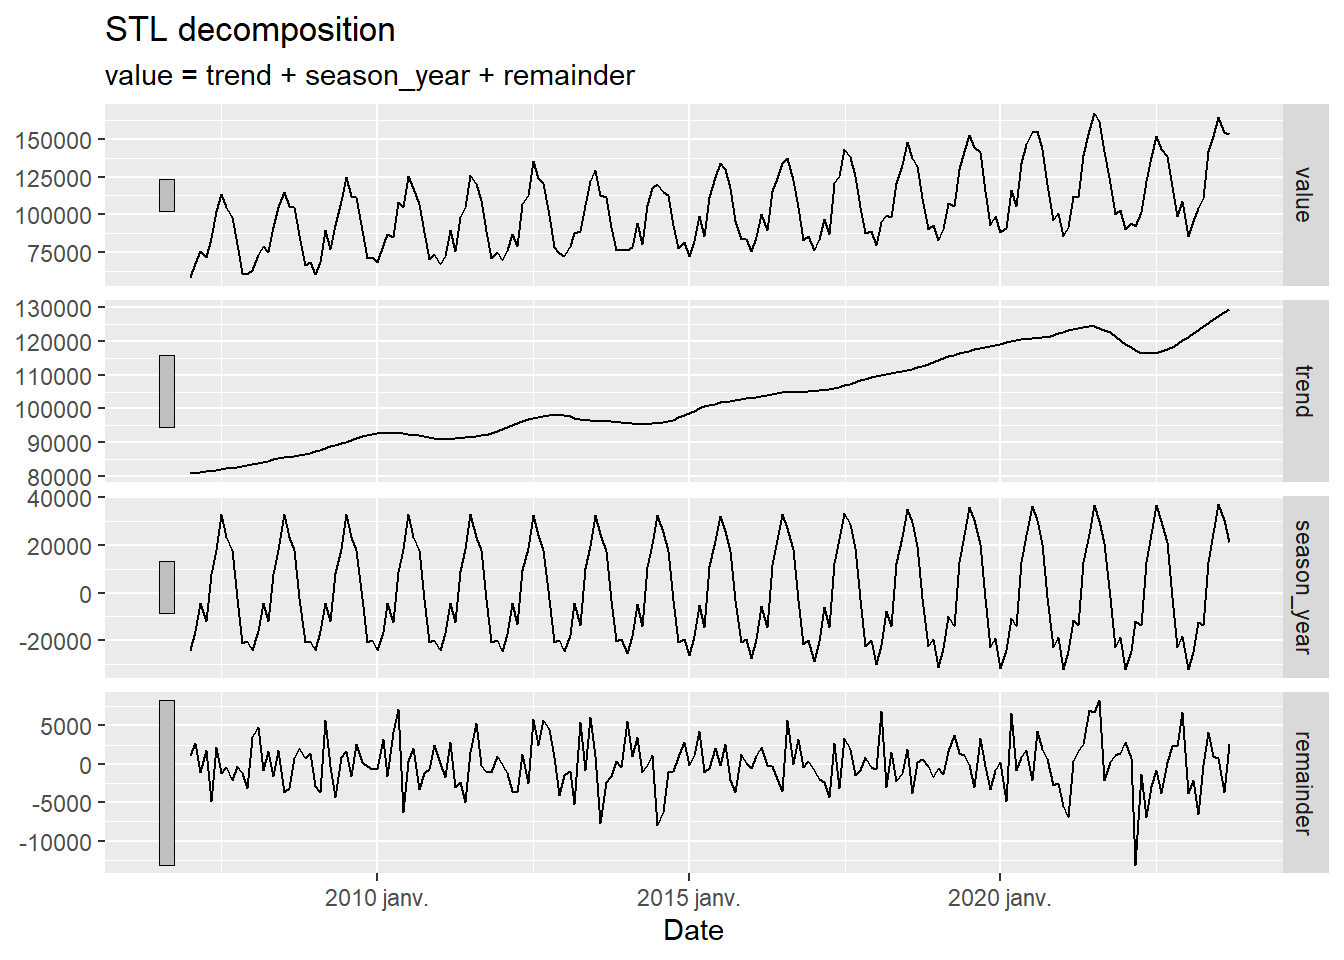 STL decomposition
value = trend + season_year + remainder
150000
125000
100000
75000
value
130000
120000
110000
100000
90000
80000
trend
40000
20000
0
-20000
season_year
5000
0
-5000
-10000
remainder
2010 janv.
2015 janv.
2020 janv.
Date